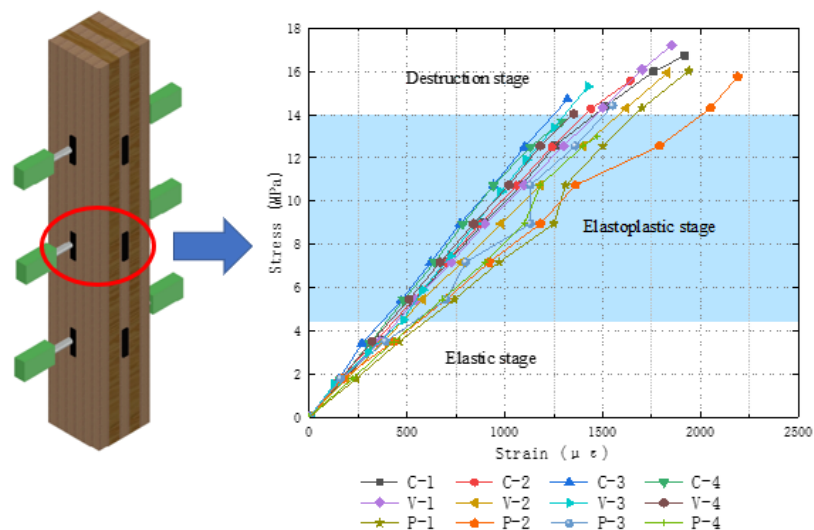 18
16
14
12
10
8
6
4
2
0
Stress (MPa)
Destruction stage
Elastoplastic stage
Elastic stage
0 500 1000 1500 2000 2500
Strain (μ ε)
C-1 C-2 C-3 C-4
V-1 V-2 V-3 V-4
P-1 P-2 P-3 P-4